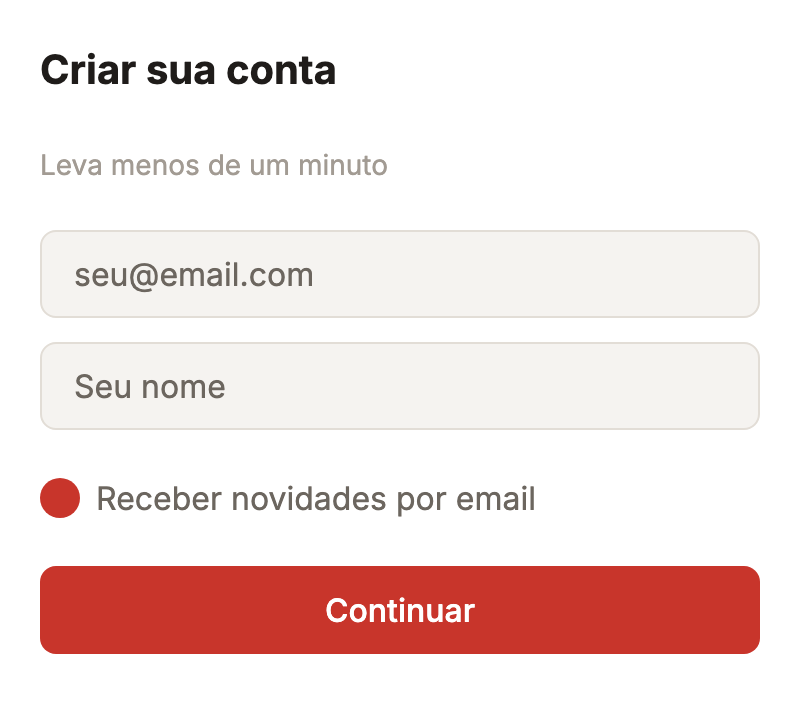 Criar sua conta
Leva menos de um minuto
seu@email.com
Seu nome
Receber novidades por email
Continuar